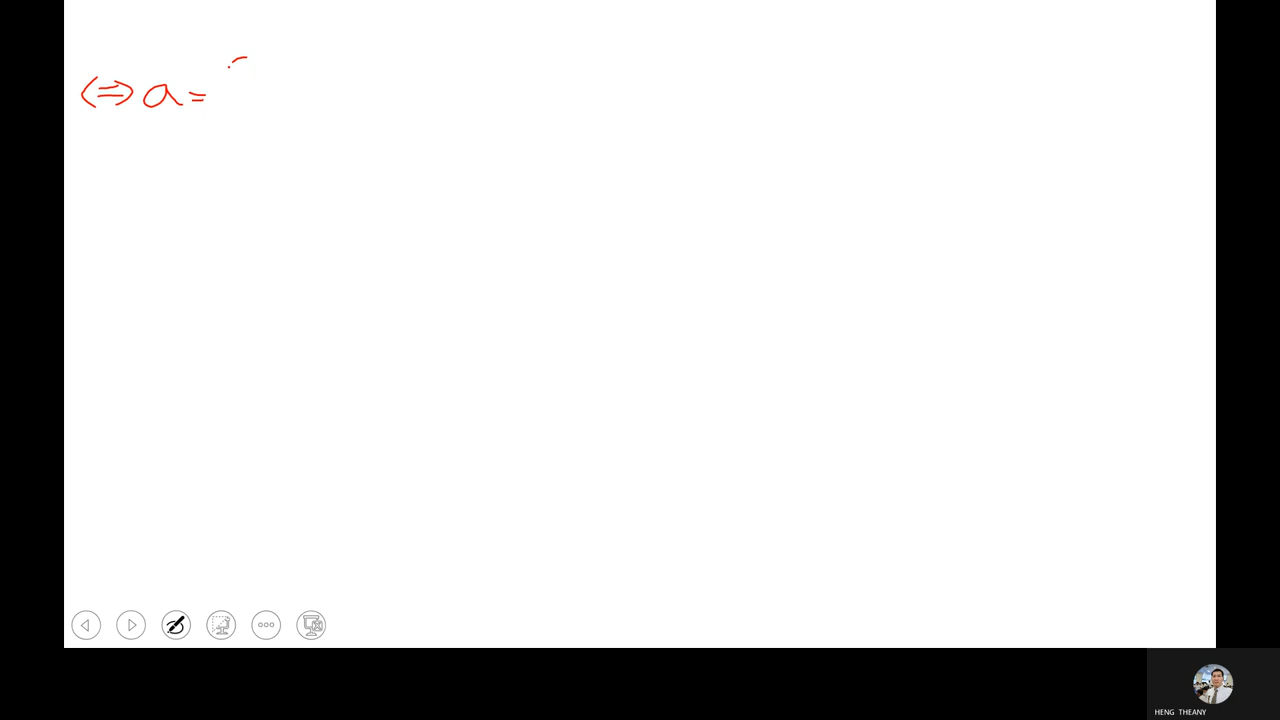 ⟺ a =
HENG THEANY